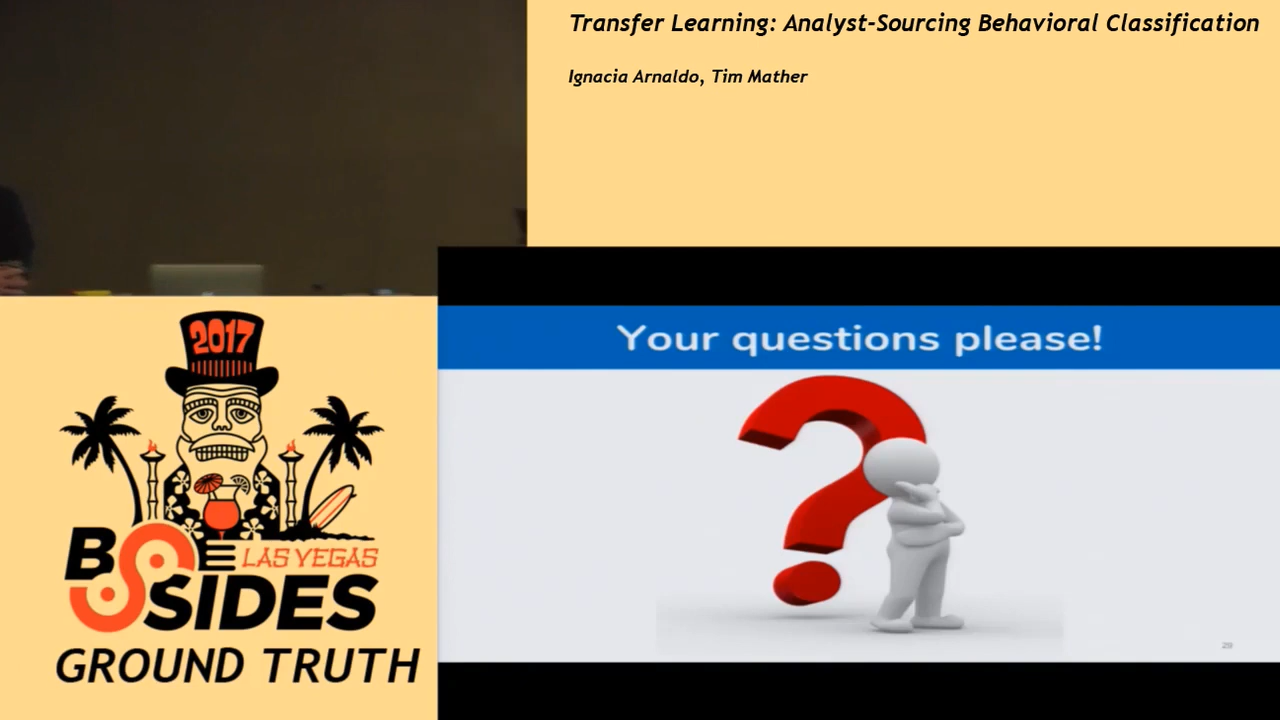 Transfer Learning: Analyst-Sourcing Behavioral Classification
Ignacia Arnaldo, Tim Mather
Your questions please!
29
2017
BSIDES
LAS VEGAS
GROUND TRUTH